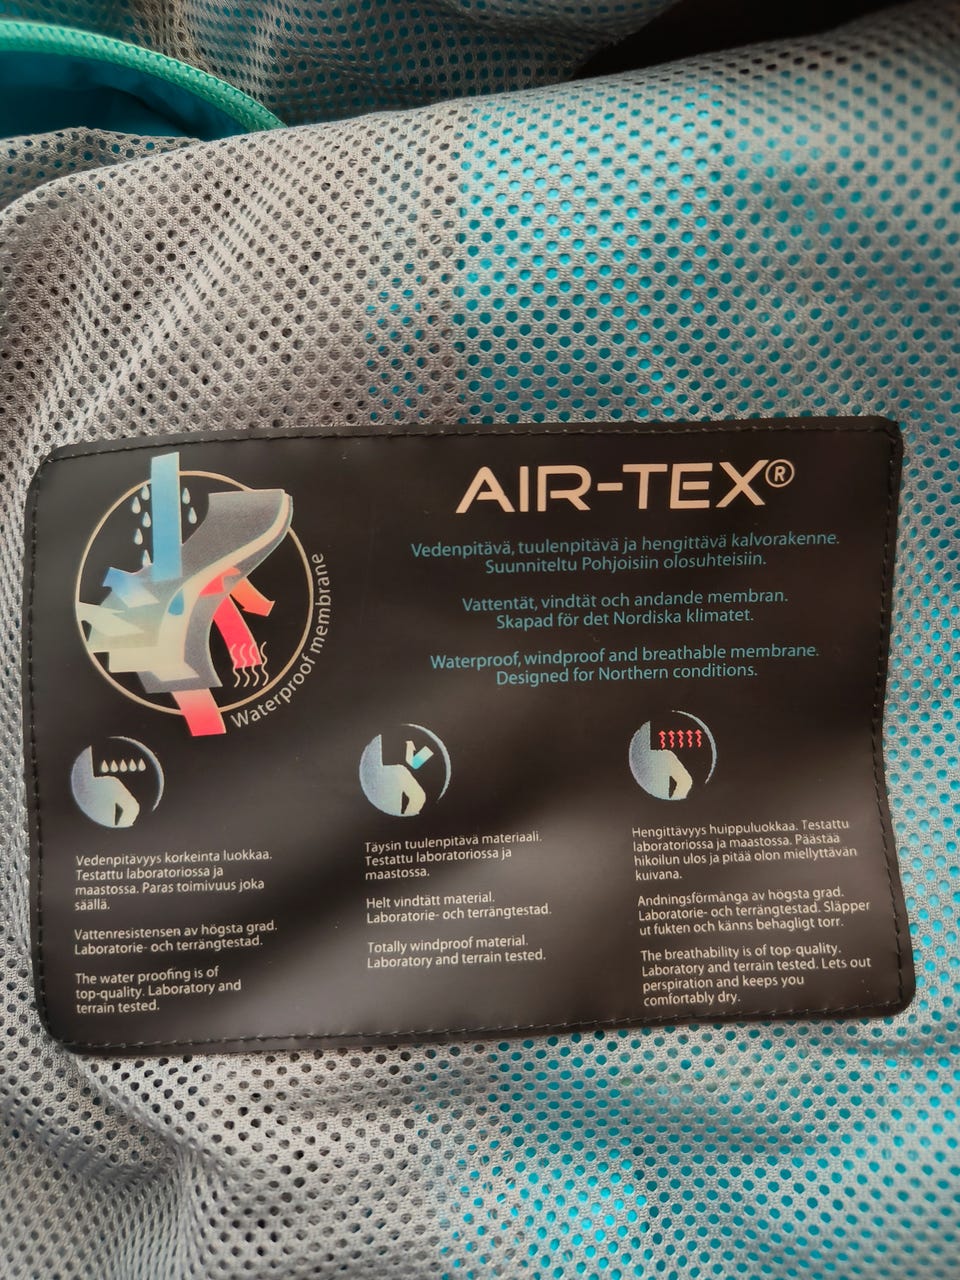 AIR-TEX®
Vedenpitävä, tuulenpitävä ja hengittävä kalvorakenne.
Suunniteltu Pohjoisiin olosuhteisiin.
Vattentät, vindtät och andande membran.
Skapad för det Nordiska klimatet.
Waterproof, windproof and breathable membrane.
Designed for Northern conditions.
Waterproof membrane
Vedenpitävyys korkeinta luokkaa.
Testattu laboratoriossa ja
maastossa. Paras toimivuus joka
säällä.
Vattenresistensen av högsta grad.
Laboratorie- och terrängtestad.
The water proofing is of
top-quality. Laboratory and
terrain tested.
Täysin tuulenpitävä materiaali.
Testattu laboratoriossa ja
maastossa.
Helt vindtätt material.
Laboratorie- och terrängtestad.
Totally windproof material.
Laboratory and terrain tested.
Hengittävyys huippuluokkaa. Testattu
laboratoriossa ja maastossa. Päästää
hikoilun ulos ja pitää olon miellyttävän
kuivana.
Andningsförmånga av högsta grad.
Laboratorie- och terrängtestad. Släpper
ut fukten och känns behagligt torr.
The breathability is of top-quality.
Laboratory and terrain tested. Lets out
perspiration and keeps you
comfortably dry.